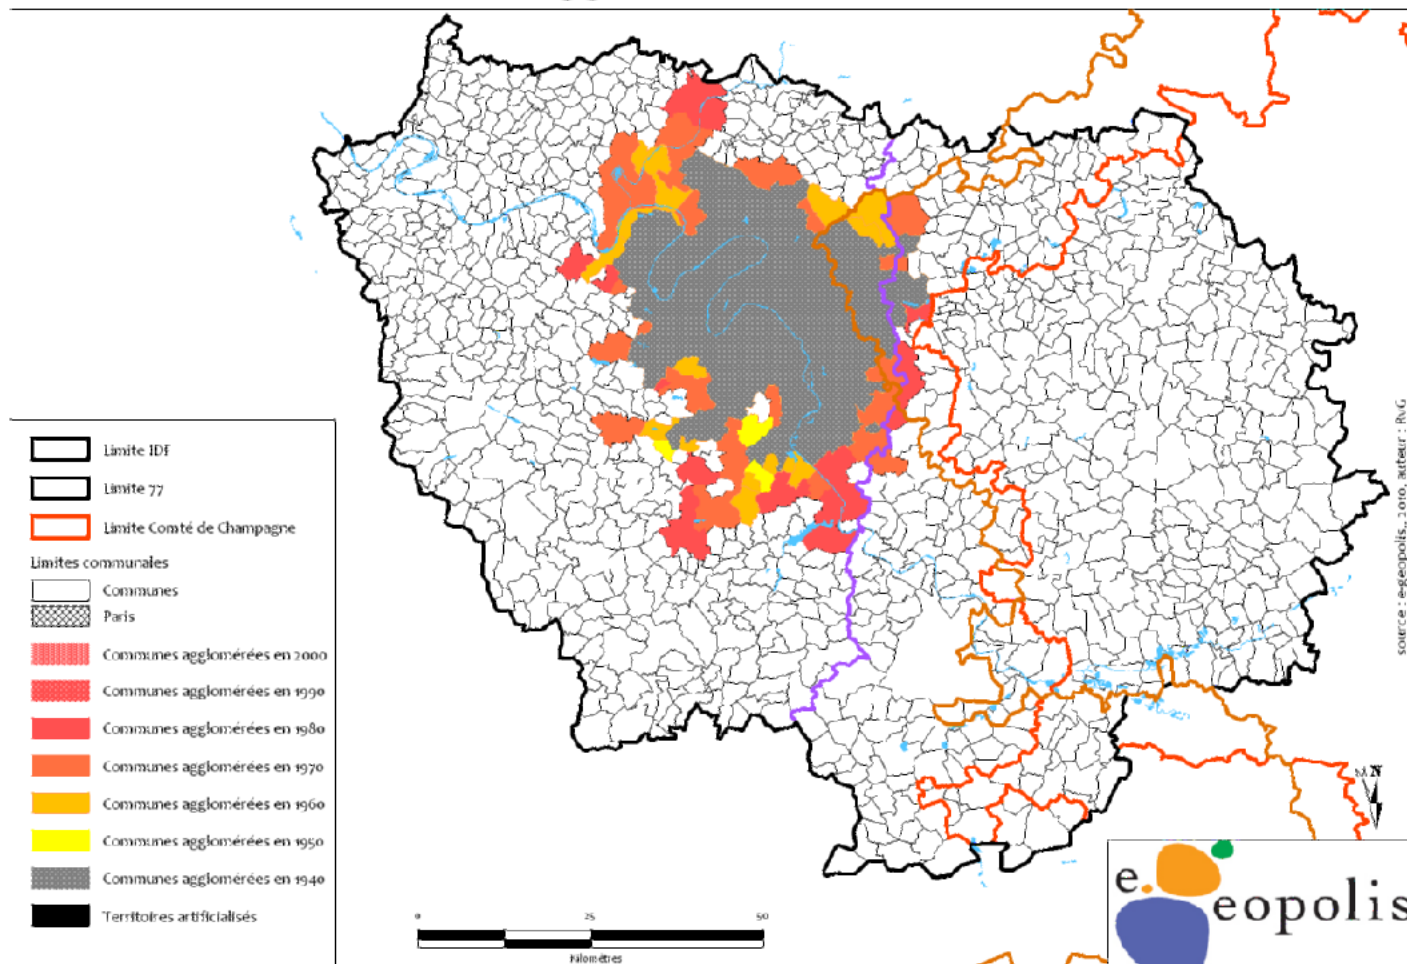 Limite IDF
Limite 77
Limite Comté de Champagne
Limites communales
Communes
Paris
Communes agglomérées en 2000
Communes agglomérées en 1990
Communes agglomérées en 1980
Communes agglomérées en 1970
Communes agglomérées en 1960
Communes agglomérées en 1950
Communes agglomérées en 1940
Territoires artificialisés
0 25 50
Kilomètres
source : e-geopolis, 2010, auteur : RvG
e.
eopolis